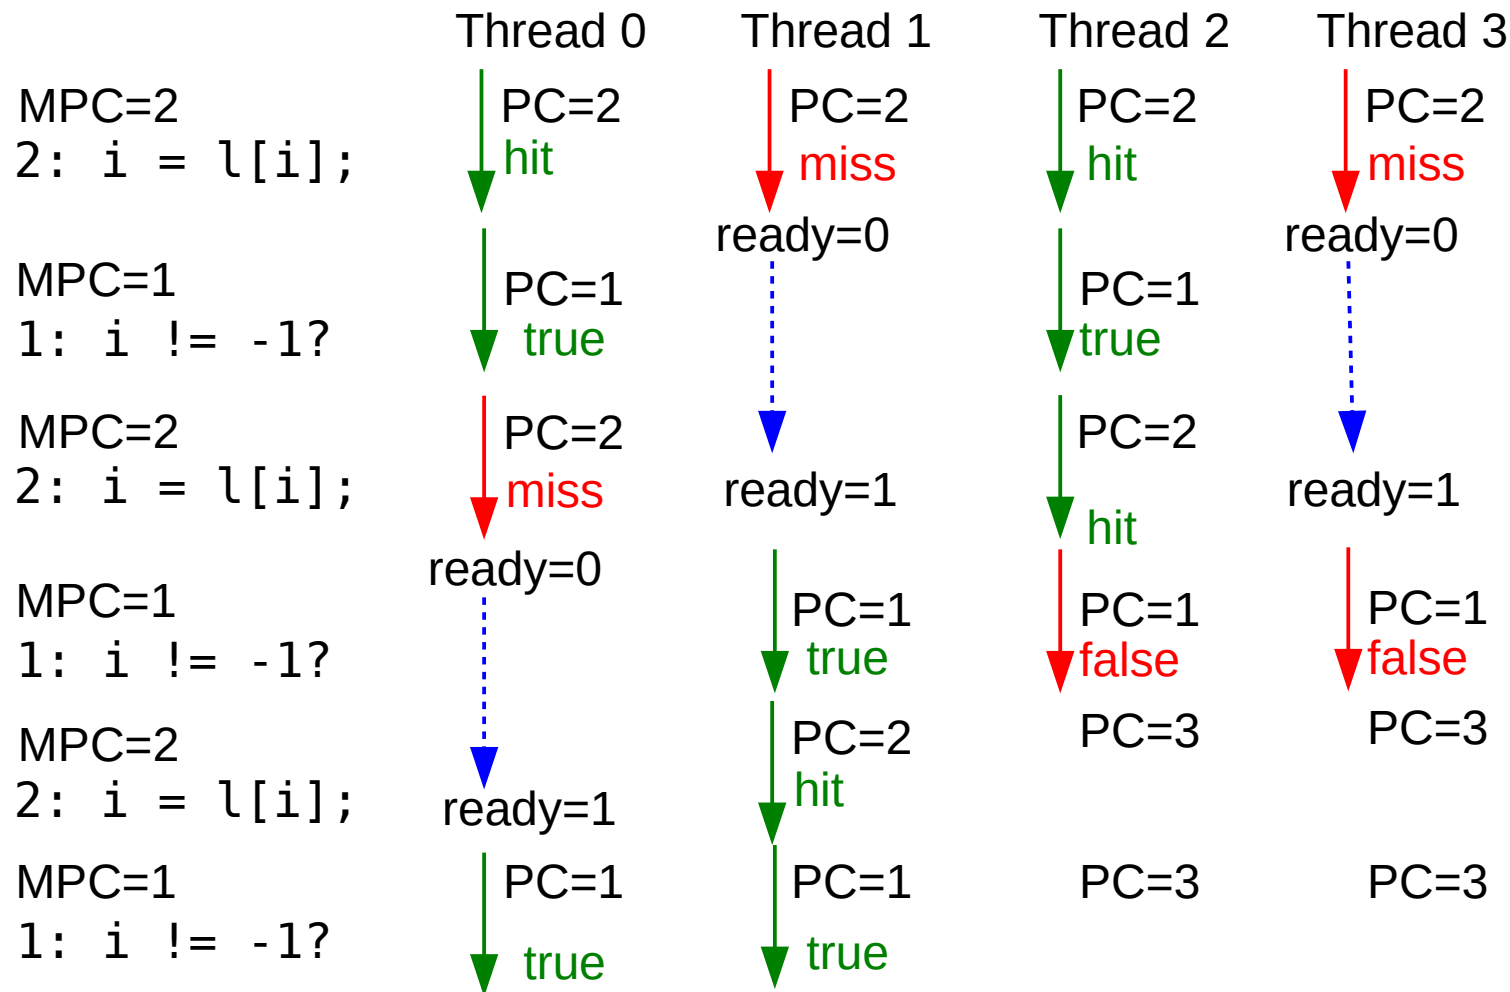 Thread 0 Thread 1 Thread 2 Thread 3
MPC=2 PC=2 PC=2 PC=2 PC=2
2: i = l[i]; hit miss hit miss
ready=0 ready=0
MPC=1 PC=1 PC=1
1: i != -1? true true
MPC=2 PC=2 PC=2
2: i = l[i]; miss ready=1 ready=1
hit
ready=0
MPC=1 PC=1 PC=1 PC=1
1: i != -1? true false false
MPC=2 PC=2 PC=3 PC=3
2: i = l[i]; hit
ready=1
MPC=1 PC=1 PC=1 PC=3 PC=3
1: i != -1? true true